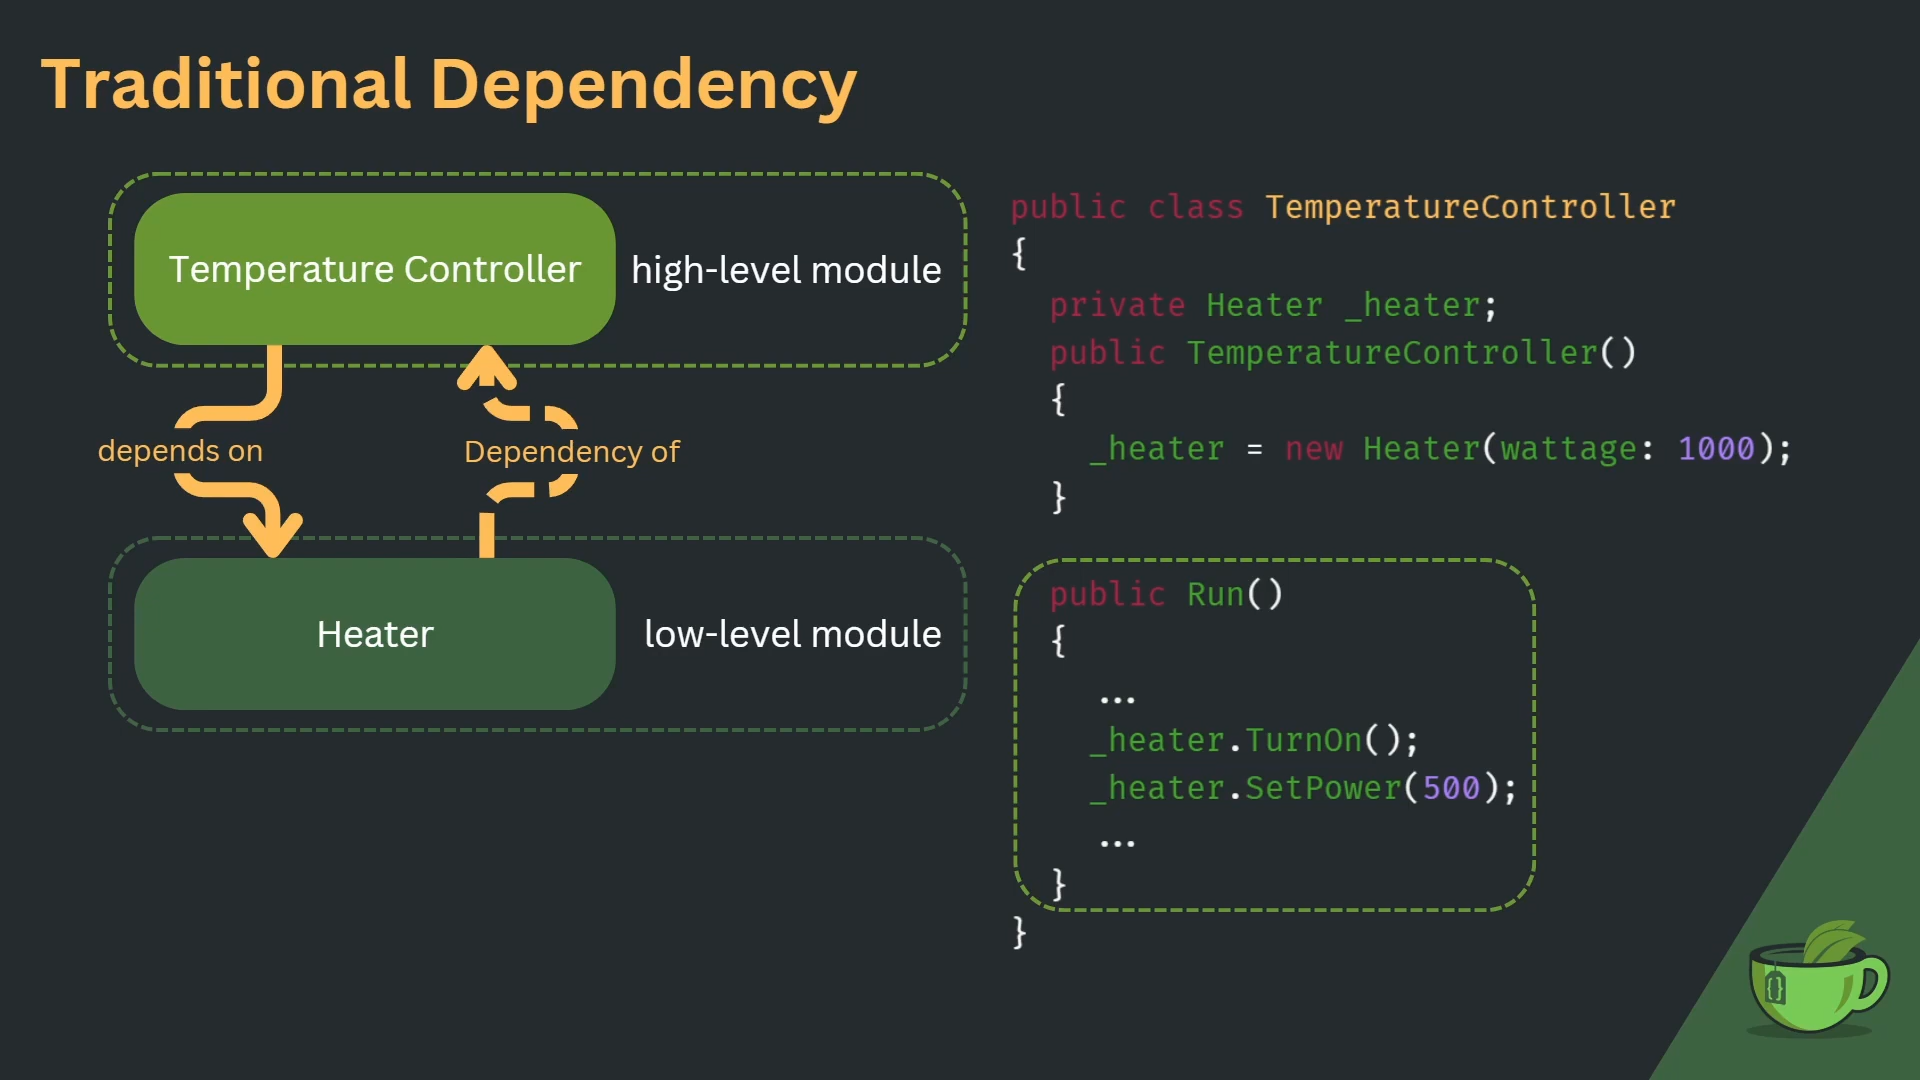 Traditional Dependency
Temperature Controller
high-level module
depends on
Dependency of
Heater
low-level module
public class TemperatureController
{
private Heater _heater;
public TemperatureController()
{
_heater = new Heater(wattage: 1000);
}
public Run()
{
...
_heater.TurnOn();
_heater.SetPower(500);
...
}
}
{}